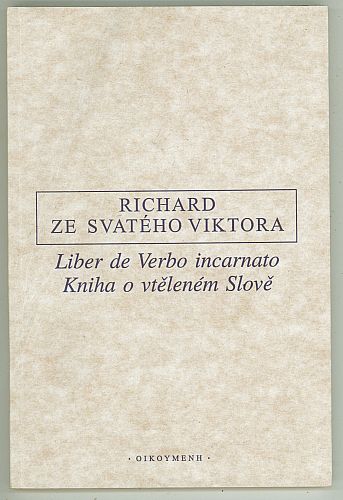 RICHARD
ZE SVATÉHO VIKTORA
Liber de Verbo incarnato
Kniha o vtěleném Slově
· OIKOYMENH ·